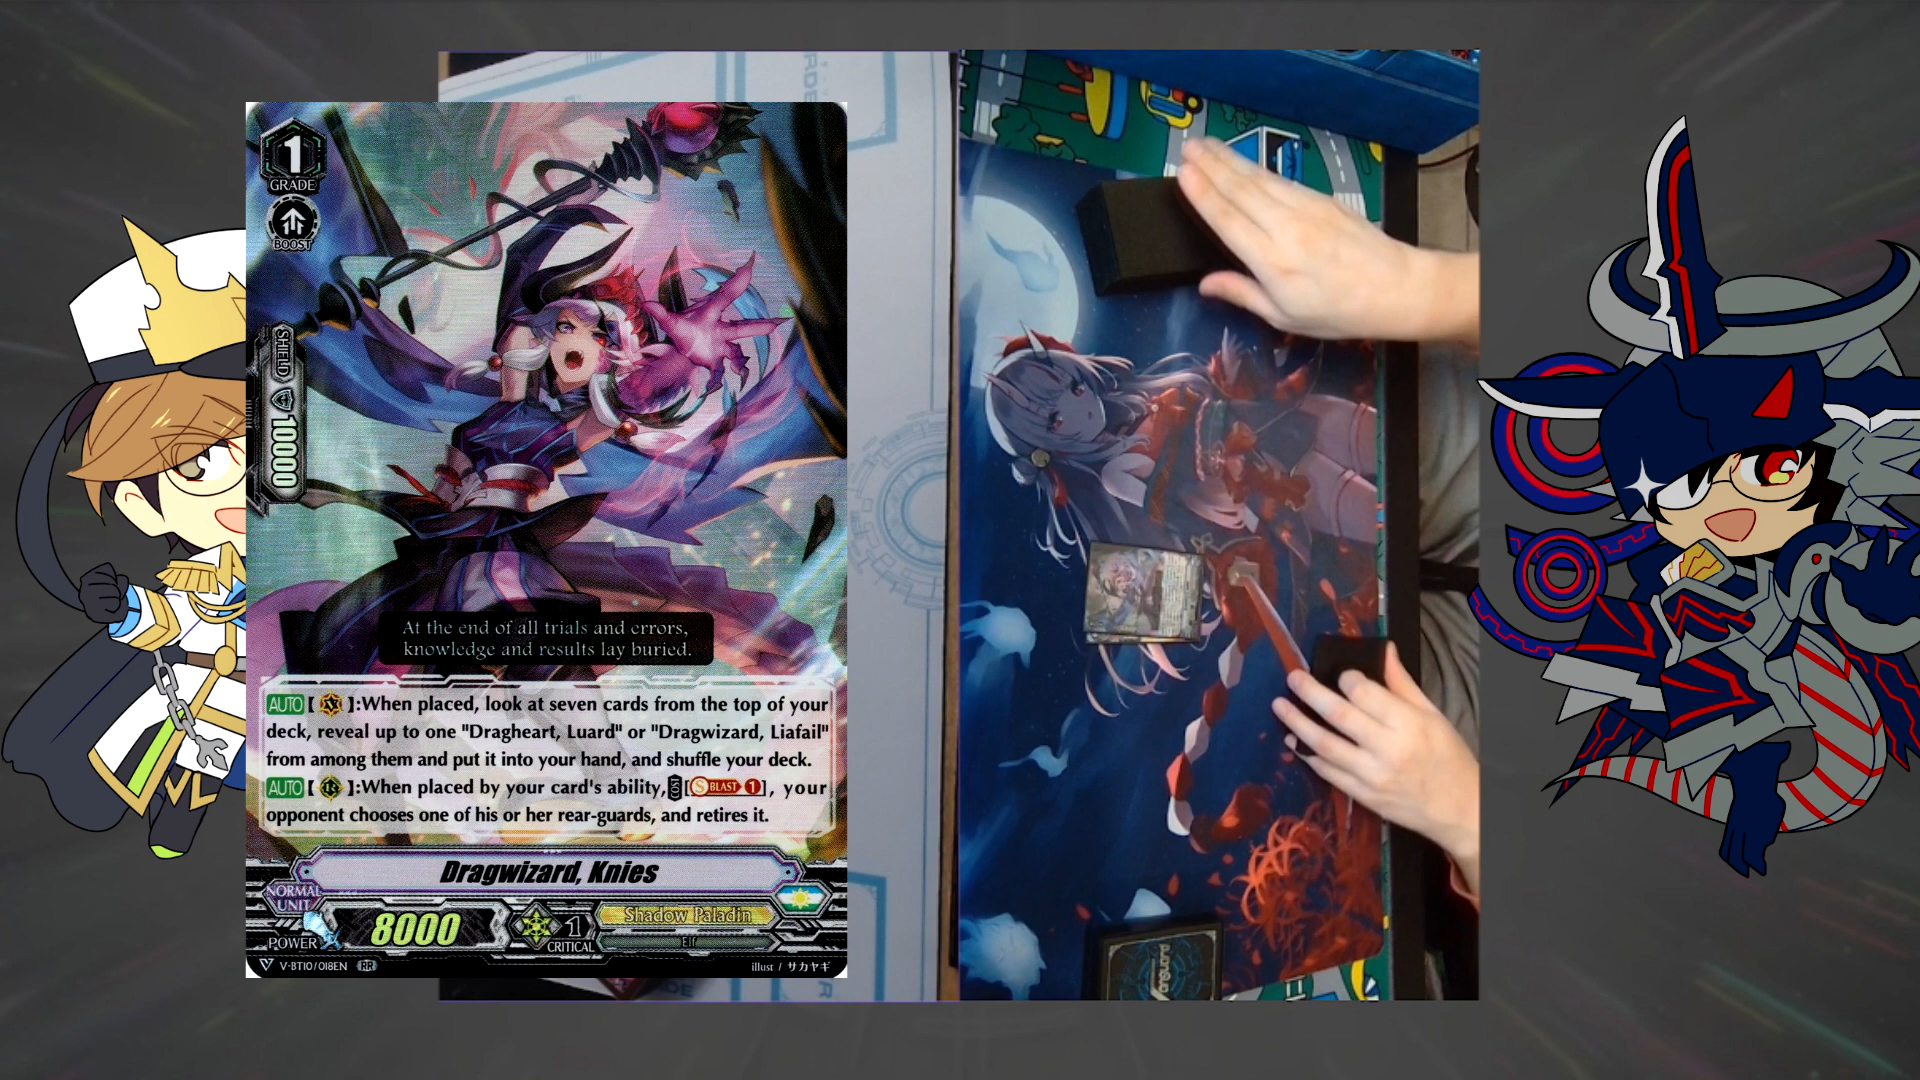 1
GRADE
BOOST
SHIELD
10000
At the end of all trials and errors,
knowledge and results lay buried.
AUTO【 V 】:When placed, look at seven cards from the top of your
deck, reveal up to one "Dragheart, Luard" or "Dragwizard, Liafail"
from among them and put it into your hand, and shuffle your deck.
AUTO【 R 】:When placed by your card's ability, COST [S BLAST 1], your
opponent chooses one of his or her rear-guards, and retires it.
Dragwizard, Knies
NORMAL
UNIT
POWER 8000
1
CRITICAL
Shadow Paladin
Elf
V-BT10/018EN RR
illust / サカヤギ
Vanguard